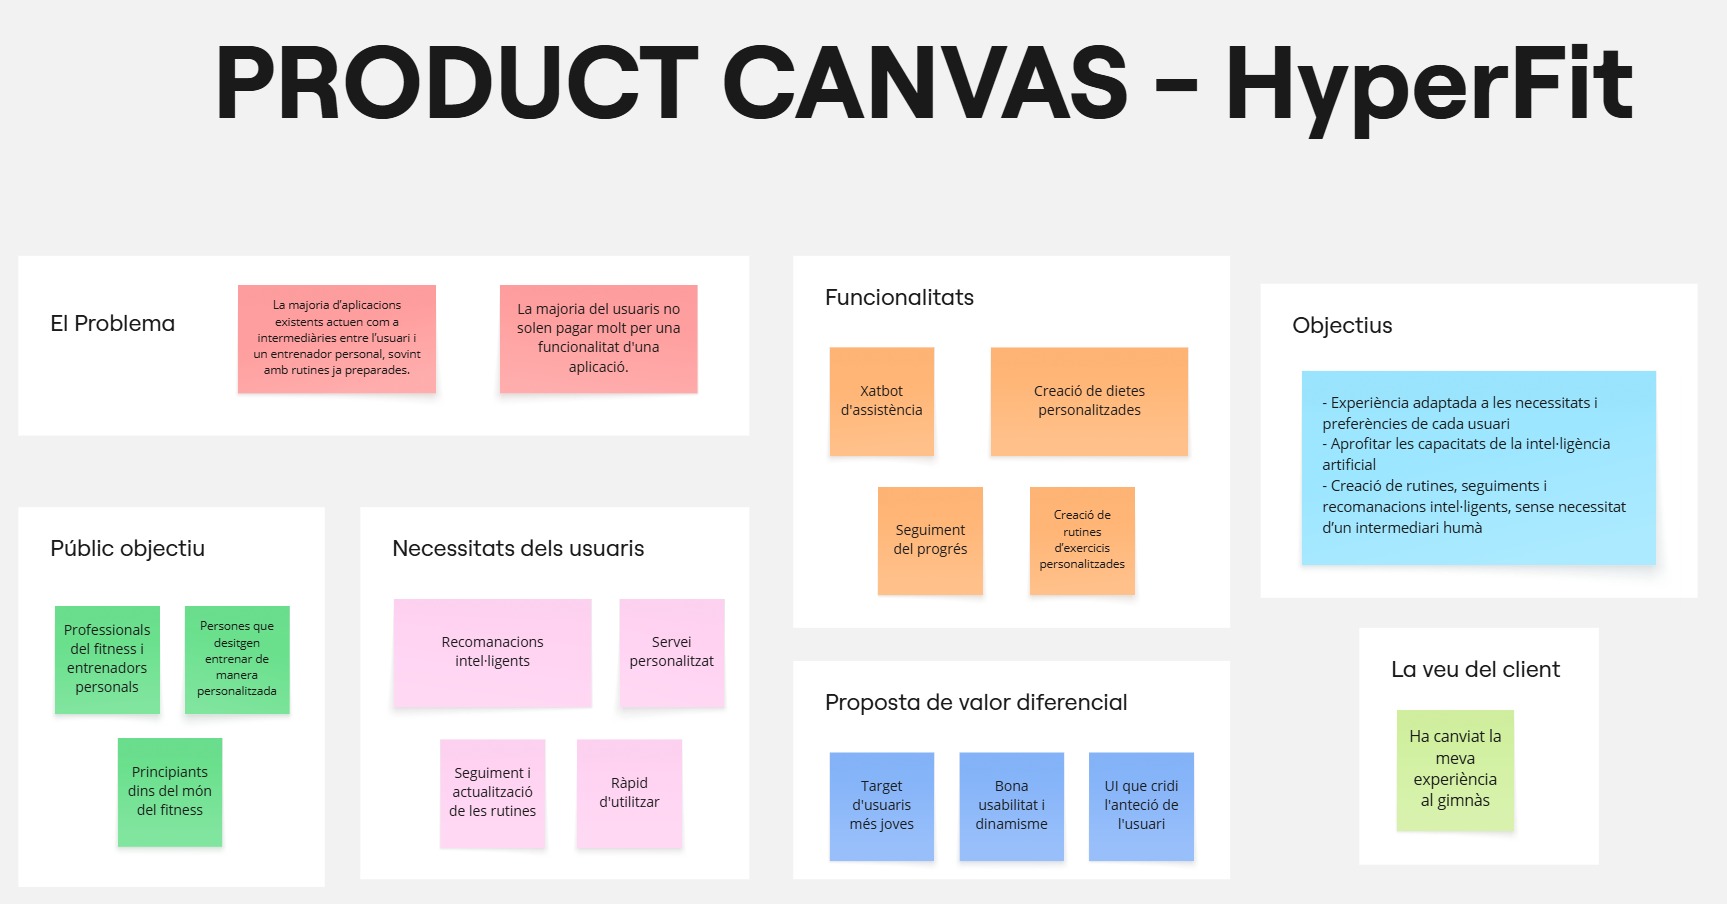 PRODUCT CANVAS - HyperFit
El Problema
La majoria d'aplicacions
existents actuen com a
intermediàries entre l'usuari i
un entrenador personal, sovint
amb rutines ja preparades.
La majoria del usuaris no
solen pagar molt per una
funcionalitat d'una
aplicació.
Públic objectiu
Professionals
del fitness i
entrenadors
personals
Persones que
desitgen
entrenar de
manera
personalitzada
Principiants
dins del món
del fitness
Necessitats dels usuaris
Recomanacions
intel·ligents
Servei
personalitzat
Seguiment i
actualització
de les rutines
Ràpid
d'utilitzar
Funcionalitats
Xatbot
d'assistència
Creació de dietes
personalitzades
Seguiment
del progrés
Creació de
rutines
d'exercicis
personalitzades
Proposta de valor diferencial
Target
d'usuaris
més joves
Bona
usabilitat i
dinamisme
UI que cridi
l'anteció de
l'usuari
Objectius
- Experiència adaptada a les necessitats i
preferències de cada usuari
- Aprofitar les capacitats de la intel·ligència
artificial
- Creació de rutines, seguiments i
recomanacions intel·ligents, sense necessitat
d'un intermediari humà
La veu del client
Ha canviat la
meva
experiència
al gimnàs